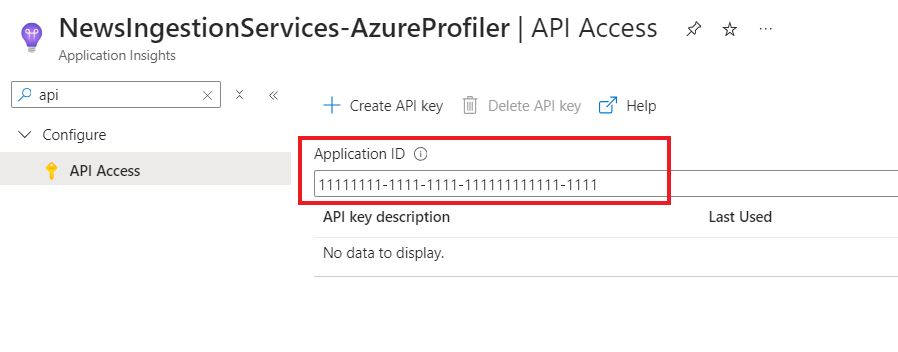 NewsIngestionServices-AzureProfiler | API Access
Application Insights
api
Configure
API Access
Create API key
Delete API key
Help
Application ID
11111111-1111-1111-111111111111-1111
API key description
Last Used
No data to display.